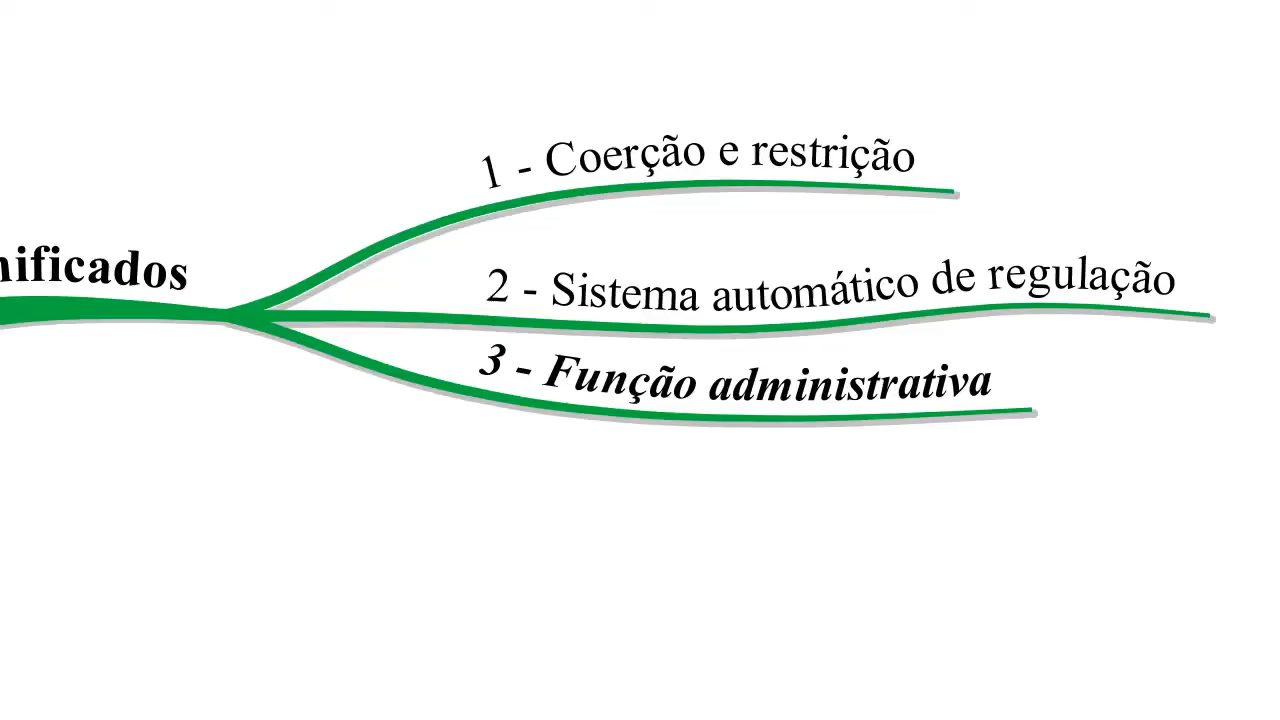 1 - Coerção e restrição
nificados
2 - Sistema automático de regulação
3 - Função administrativa